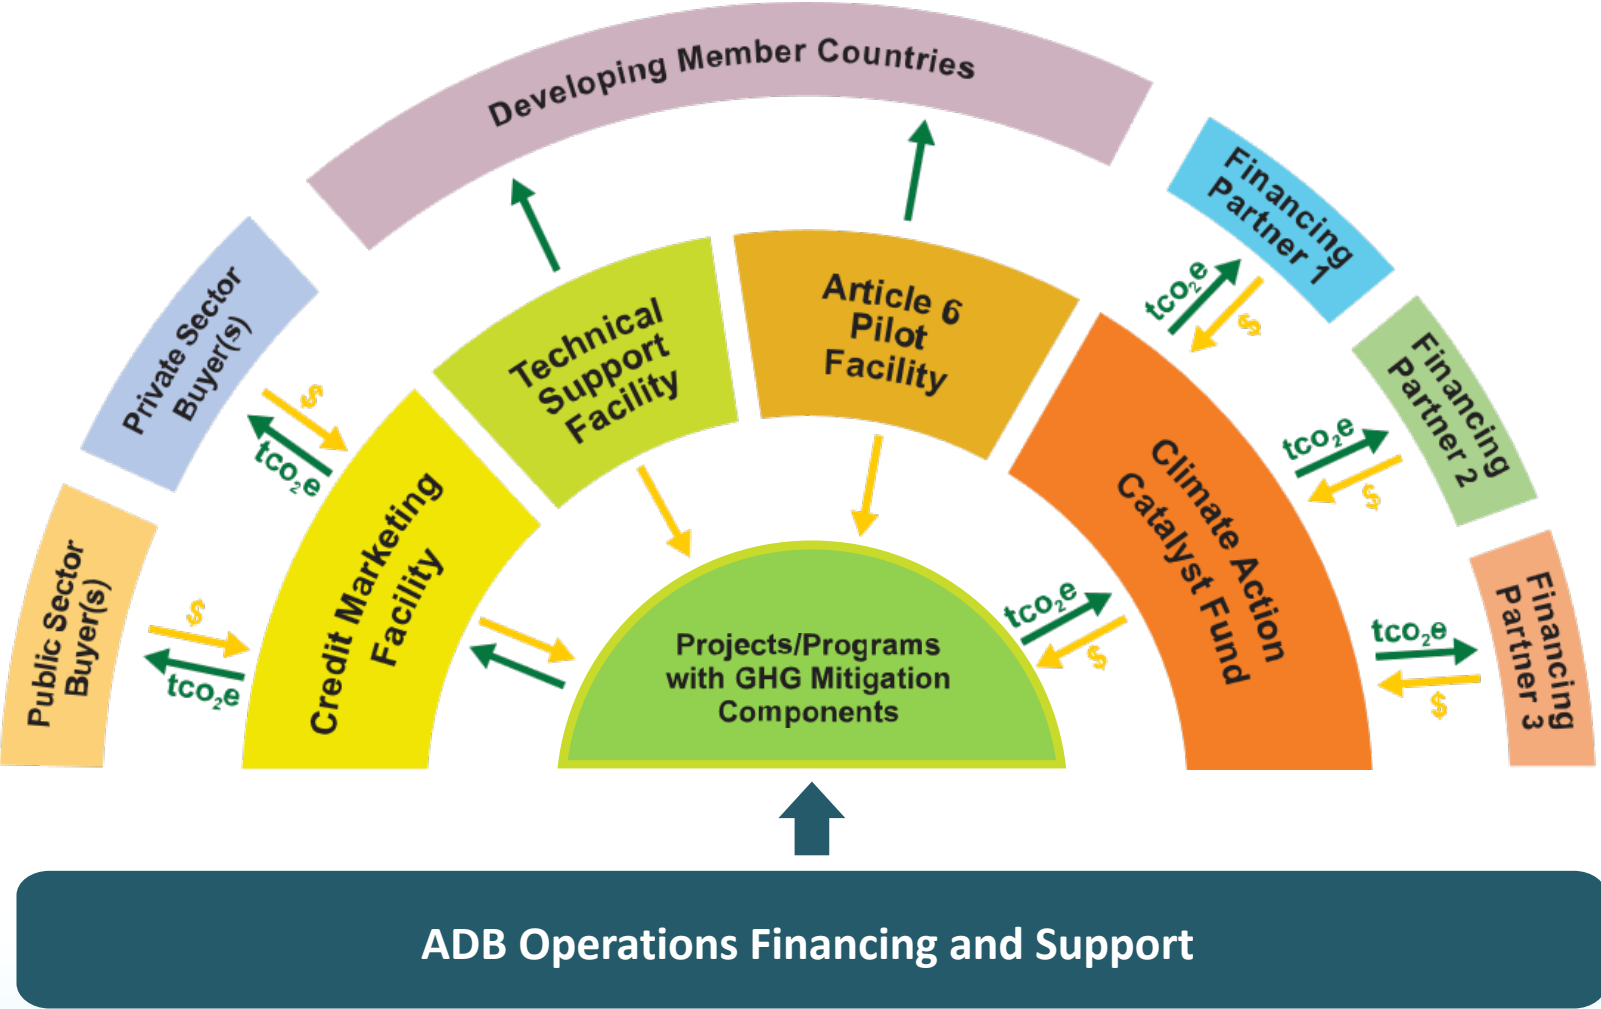 Developing Member Countries
Financing
Partner 1
Financing
Partner 2
Financing
Partner 3
Private Sector
Buyer(s)
Public Sector
Buyer(s)
Technical
Support
Facility
Article 6
Pilot
Facility
Credit Marketing
Facility
Climate Action
Catalyst Fund
$
tco₂e
$
tco₂e
tco₂e
$
tco₂e
$
tco₂e
$
tco₂e
$
Projects/Programs
with GHG Mitigation
Components
ADB Operations Financing and Support